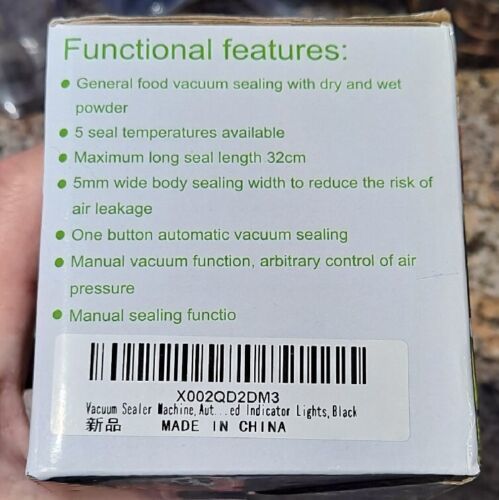 Functional features:
● General food vacuum sealing with dry and wet
powder
● 5 seal temperatures available
● Maximum long seal length 32cm
● 5mm wide body sealing width to reduce the risk of
air leakage
● One button automatic vacuum sealing
● Manual vacuum function, arbitrary control of air
pressure
● Manual sealing functio
X002QD2DM3
Vacuum Sealer Machine,Aut...ed Indicator Lights,Black
新品 MADE IN CHINA